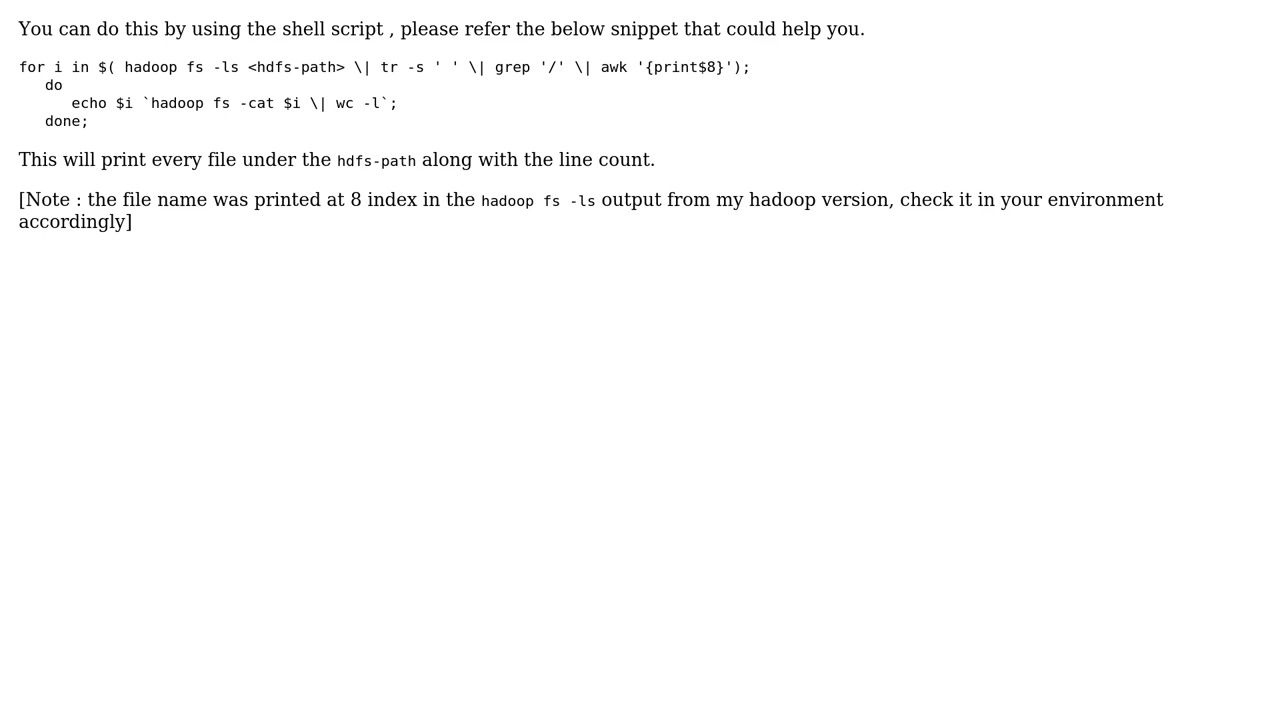 You can do this by using the shell script , please refer the below snippet that could help you.
for i in $( hadoop fs -ls <hdfs-path> \| tr -s ' ' \| grep '/' \| awk '{print$8}');
   do
      echo $i `hadoop fs -cat $i \| wc -l`;
   done;
This will print every file under the hdfs-path along with the line count.
[Note : the file name was printed at 8 index in the hadoop fs -ls output from my hadoop version, check it in your environment
accordingly]